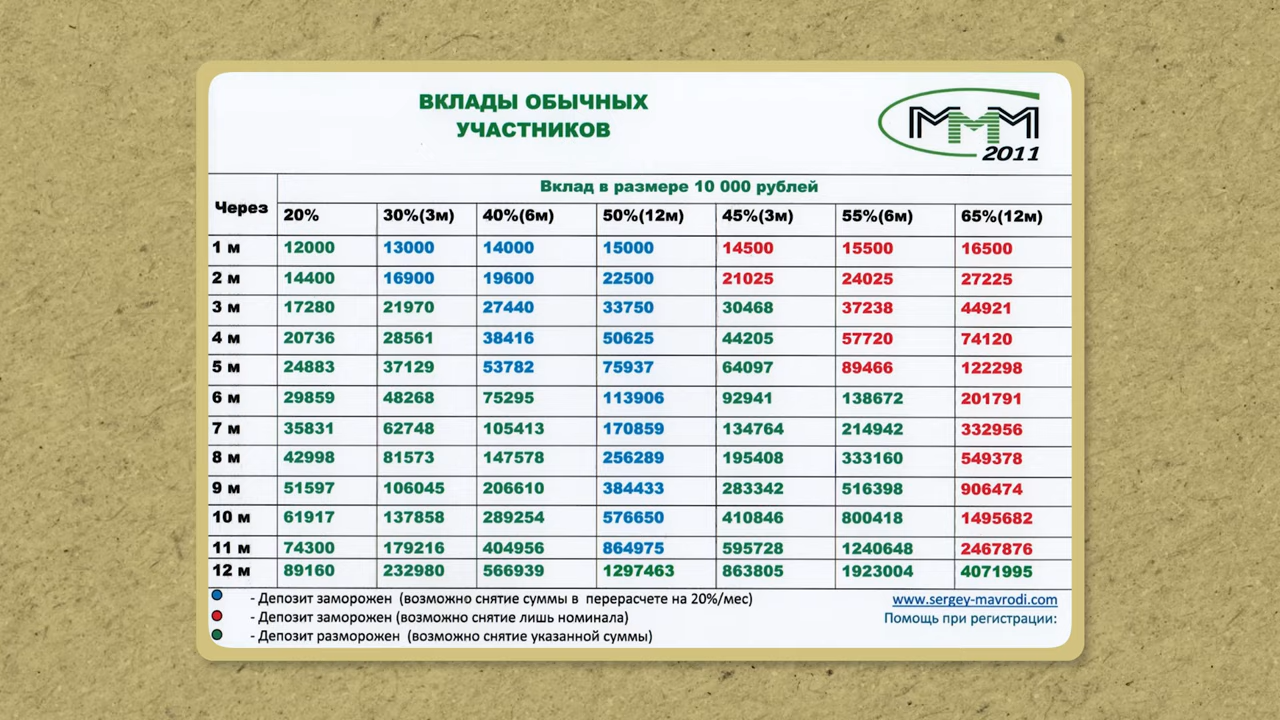 ВКЛАДЫ ОБЫЧНЫХ
УЧАСТНИКОВ
МММ
2011
Вклад в размере 10 000 рублей
Через 20% 30%(3м) 40%(6м) 50%(12м) 45%(3м) 55%(6м) 65%(12м)
1 м 12000 13000 14000 15000 14500 15500 16500
2 м 14400 16900 19600 22500 21025 24025 27225
3 м 17280 21970 27440 33750 30468 37238 44921
4 м 20736 28561 38416 50625 44205 57720 74120
5 м 24883 37129 53782 75937 64097 89466 122298
6 м 29859 48268 75295 113906 92941 138672 201791
7 м 35831 62748 105413 170859 134764 214942 332956
8 м 42998 81573 147578 256289 195408 333160 549378
9 м 51597 106045 206610 384433 283342 516398 906474
10 м 61917 137858 289254 576650 410846 800418 1495682
11 м 74300 179216 404956 864975 595728 1240648 2467876
12 м 89160 232980 566939 1297463 863805 1923004 4071995
- Депозит заморожен (возможно снятие суммы в перерасчете на 20%/мес)
- Депозит заморожен (возможно снятие лишь номинала)
- Депозит разморожен (возможно снятие указанной суммы)
www.sergey-mavrodi.com
Помощь при регистрации: